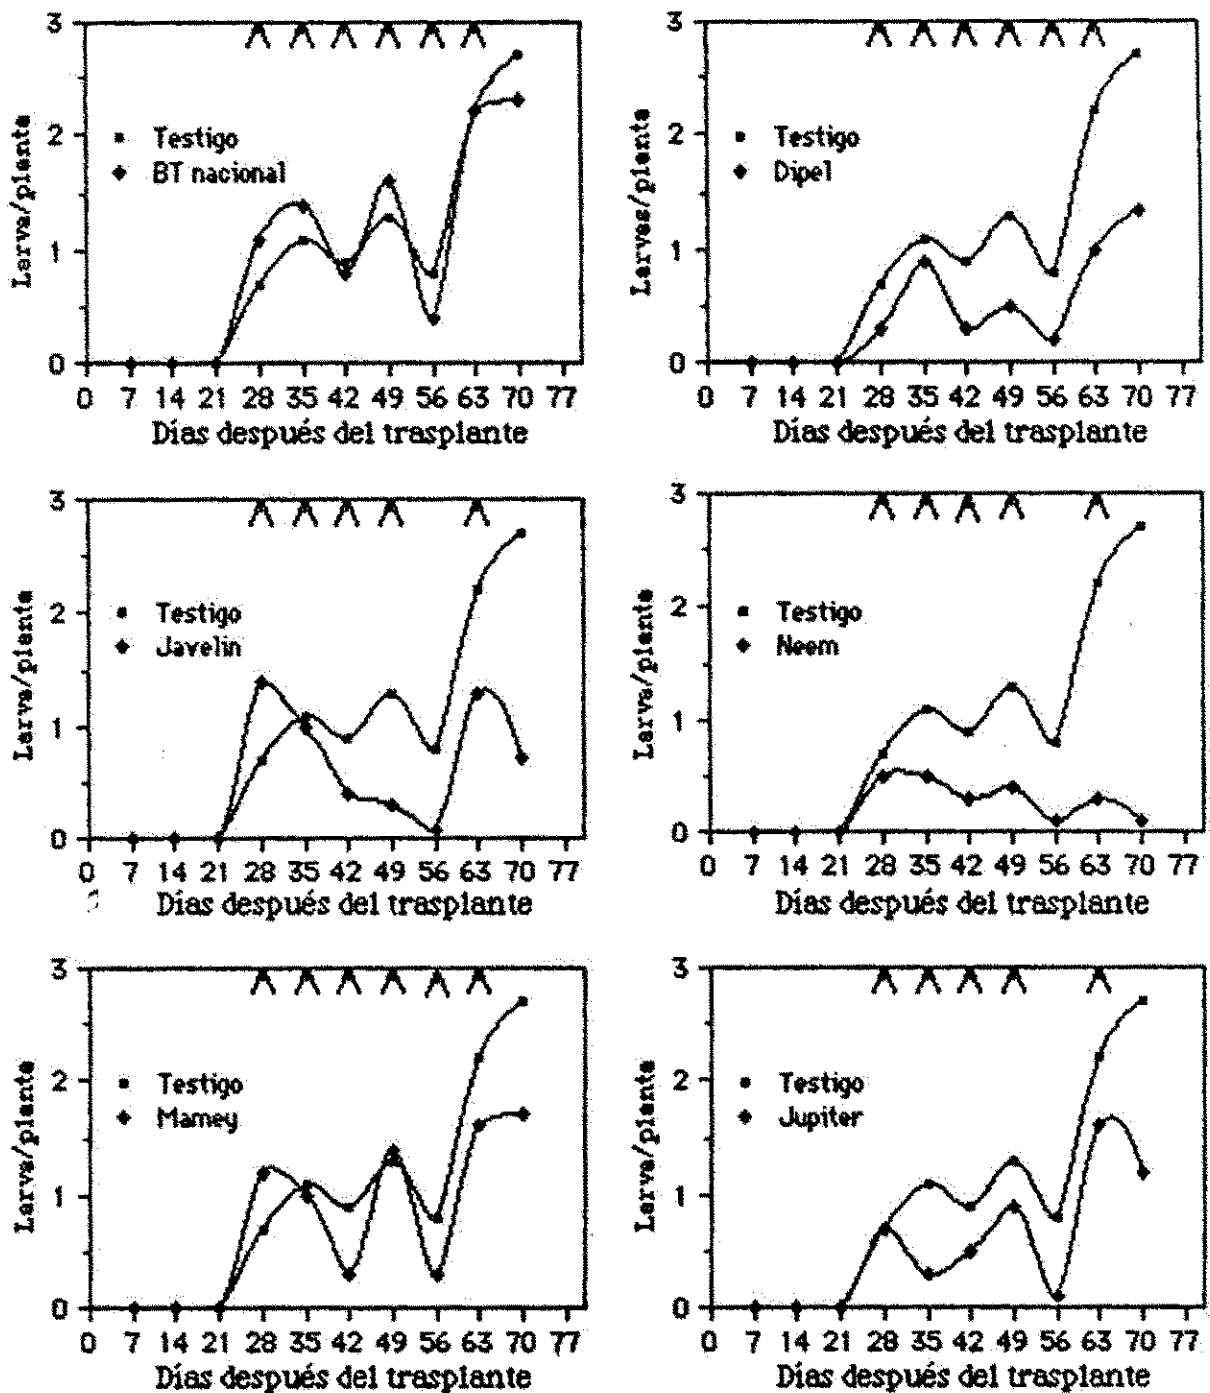 Larva/planta
3
2
1
0
Testigo
BT nacional
0 7 14 21 28 35 42 49 56 63 70 77
Días después del trasplante
Larvas/planta
3
2
1
0
Testigo
Dipel
0 7 14 21 28 35 42 49 56 63 70 77
Días después del trasplante
Larva/planta
3
2
1
0
Testigo
Javelin
0 7 14 21 28 35 42 49 56 63 70 77
Días después del trasplante
Larva/planta
3
2
1
0
Testigo
Neem
0 7 14 21 28 35 42 49 56 63 70 77
Días después del trasplante
Larva/planta
3
2
1
0
Testigo
Mamey
0 7 14 21 28 35 42 49 56 63 70 77
Días después del trasplante
Larva/planta
3
2
1
0
Testigo
Jupiter
0 7 14 21 28 35 42 49 56 63 70 77
Días después del trasplante